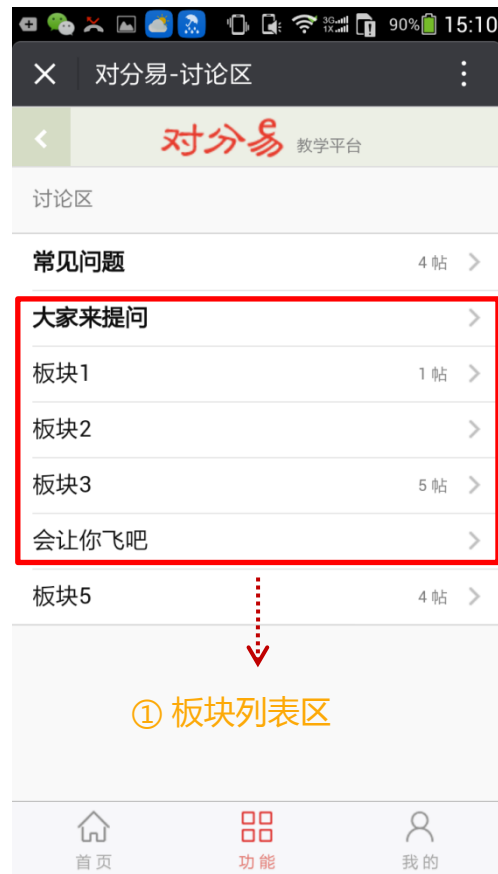 3G 1X 90% 15:10
对分易-讨论区
对分易 教学平台
讨论区
常见问题 4 帖
大家来提问
板块1 1 帖
板块2
板块3 5 帖
会让你飞吧
板块5 4 帖
① 板块列表区
首页 功能 我的